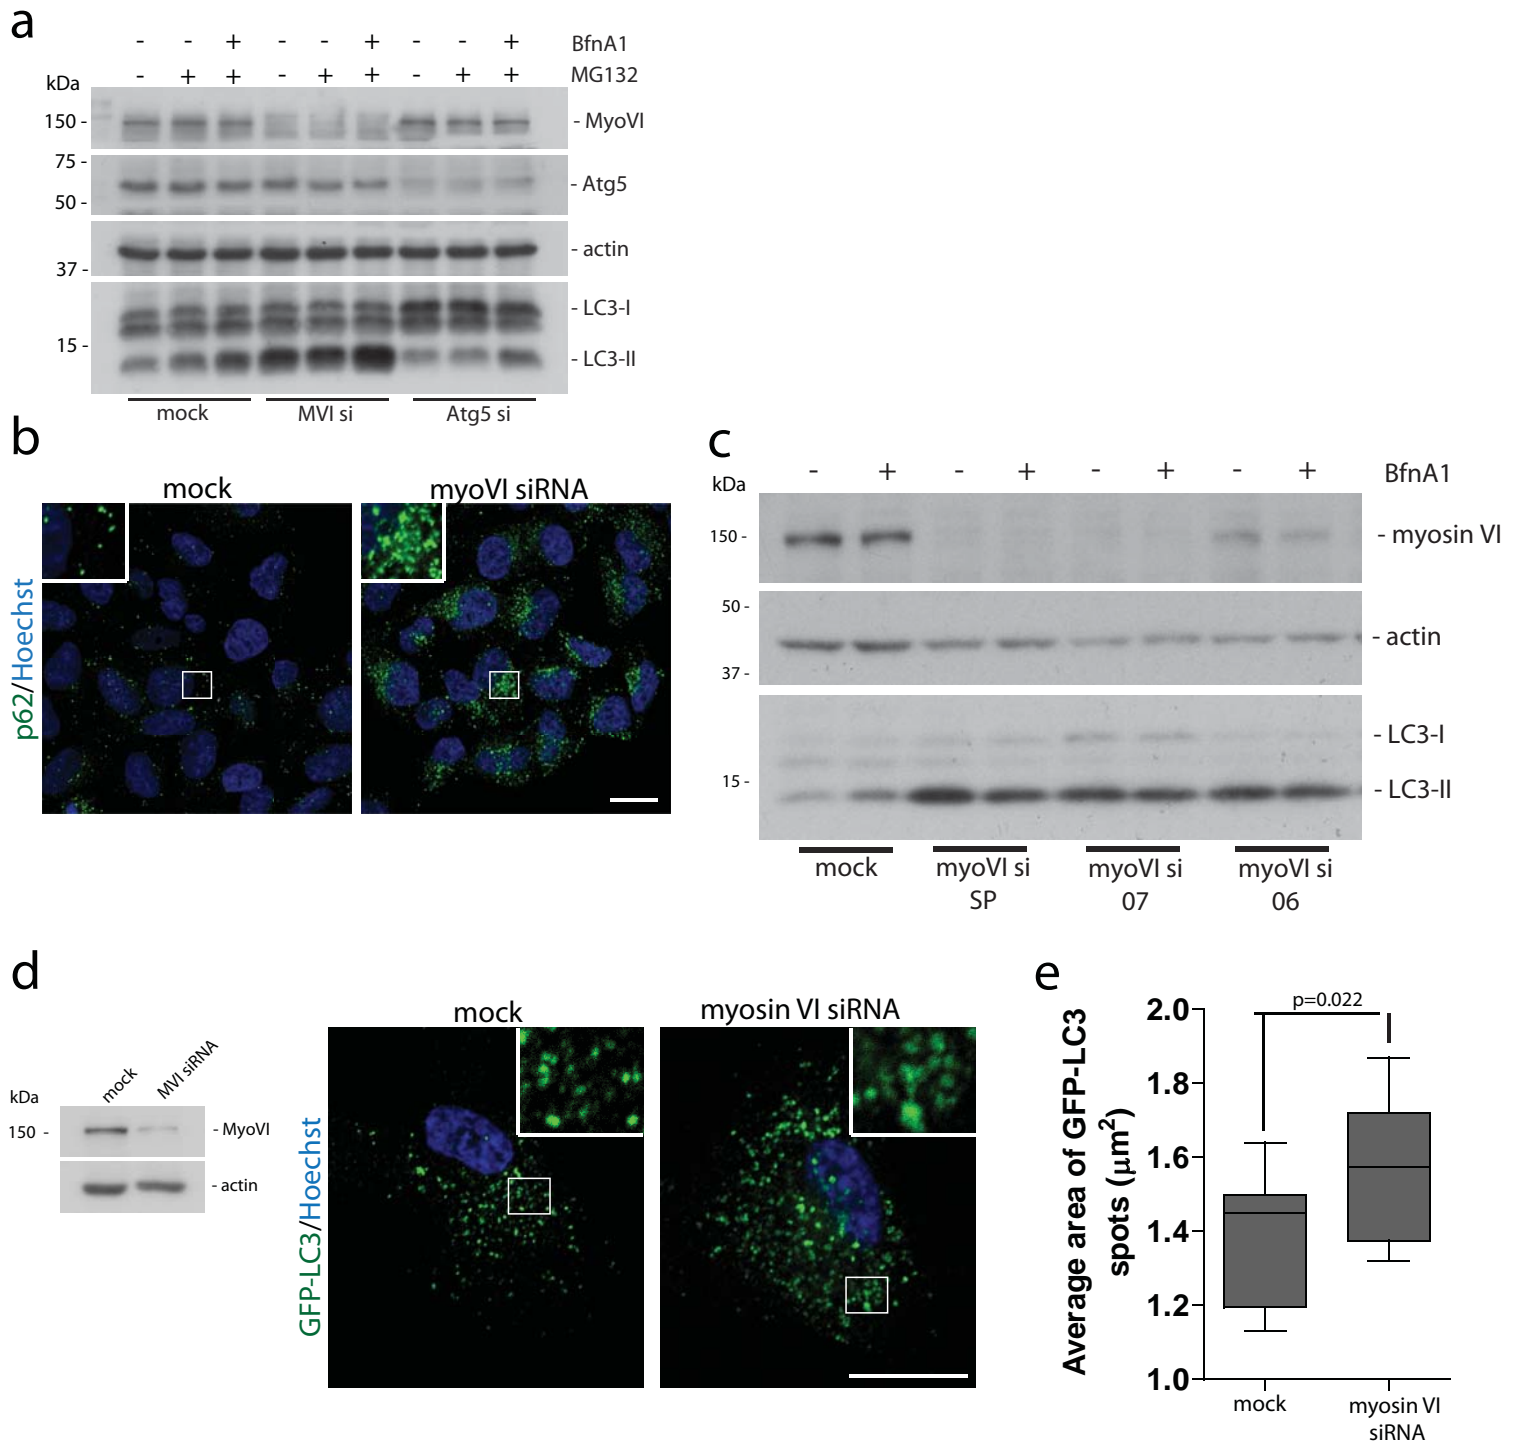 a
- - + - - + - - + BfnA1
- + + - + + - + + MG132
kDa
150 - - MyoVI
75 -
- Atg5
50 -
- actin
37 -
- LC3-I
15 -
- LC3-II
mock MVI si Atg5 si
b
mock myoVI siRNA
p62/Hoechst
c
- + - + - + - + BfnA1
kDa
150 - - myosin VI
50 -
- actin
37 -
- LC3-I
15 -
- LC3-II
mock myoVI si myoVI si myoVI si
SP 07 06
d
mock MVI siRNA
kDa
150 - - MyoVI
- actin
mock myosin VI siRNA
GFP-LC3/Hoechst
e
p=0.022
Average area of GFP-LC3
spots (μm²)
2.0
1.8
1.6
1.4
1.2
1.0
mock myosin VI
siRNA